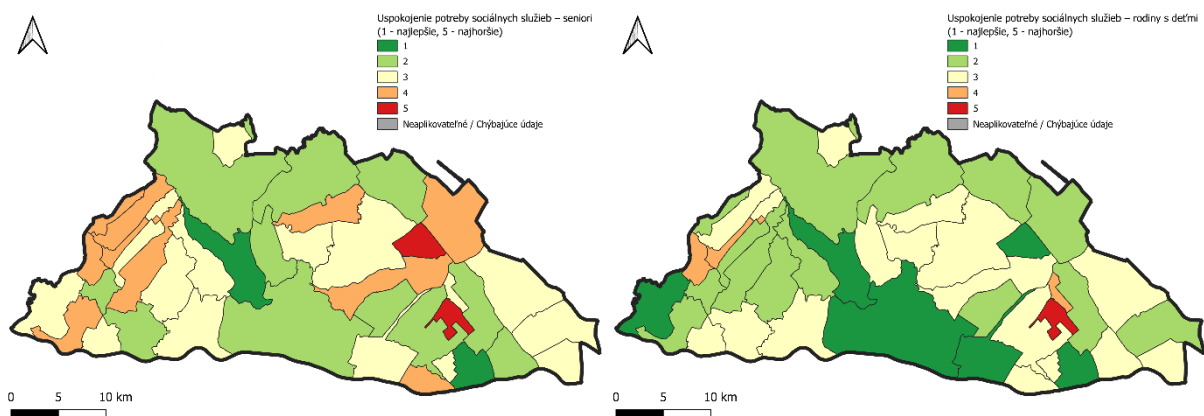 Uspokojenie potreby sociálnych služieb – seniori
(1 - najlepšie, 5 - najhoršie)
1
2
3
4
5
Neaplikovateľné / Chýbajúce údaje
0 5 10 km
Uspokojenie potreby sociálnych služieb – rodiny s deťmi
(1 - najlepšie, 5 - najhoršie)
1
2
3
4
5
Neaplikovateľné / Chýbajúce údaje
0 5 10 km